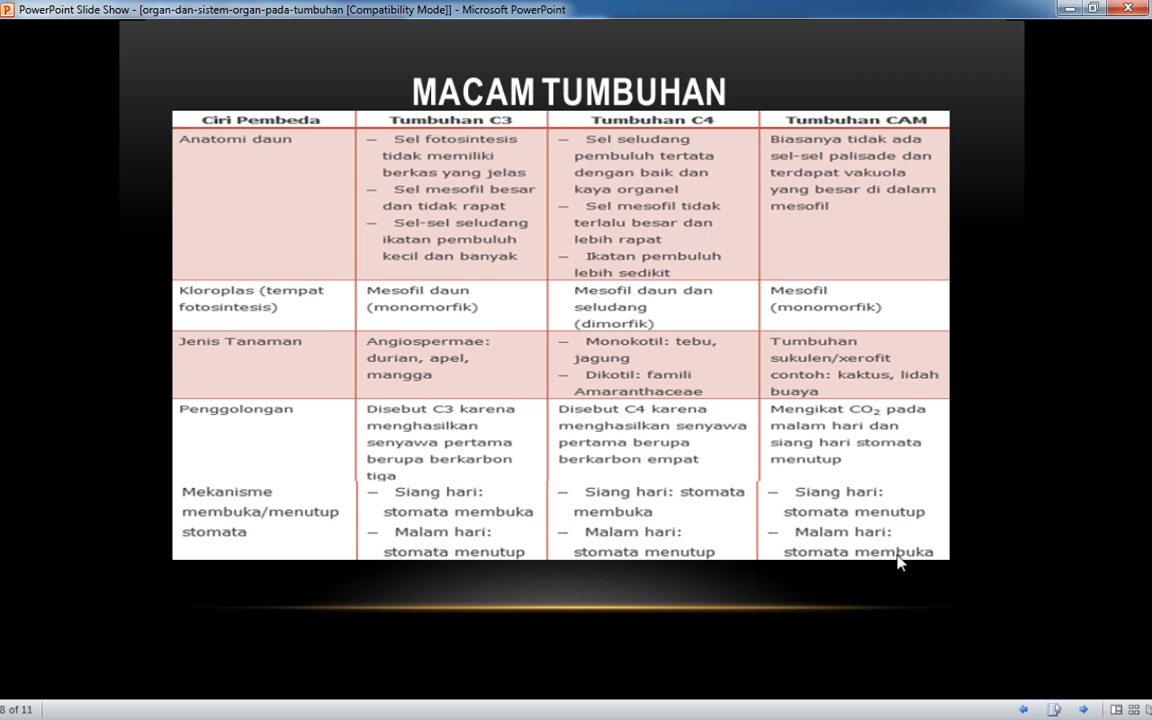 PowerPoint Slide Show - [organ-dan-sistem-organ-pada-tumbuhan [Compatibility Mode]] - Microsoft PowerPoint
MACAM TUMBUHAN
Ciri Pembeda
Tumbuhan C3
Tumbuhan C4
Tumbuhan CAM
Anatomi daun
– Sel fotosintesis
tidak memiliki
berkas yang jelas
– Sel mesofil besar
dan tidak rapat
– Sel-sel seludang
ikatan pembuluh
kecil dan banyak
– Sel seludang
pembuluh tertata
dengan baik dan
kaya organel
– Sel mesofil tidak
terlalu besar dan
lebih rapat
– Ikatan pembuluh
lebih sedikit
Biasanya tidak ada
sel-sel palisade dan
terdapat vakuola
yang besar di dalam
mesofil
Kloroplas (tempat
fotosintesis)
Mesofil daun
(monomorfik)
Mesofil daun dan
seludang
(dimorfik)
Mesofil
(monomorfik)
Jenis Tanaman
Angiospermae:
durian, apel,
mangga
– Monokotil: tebu,
jagung
– Dikotil: famili
Amaranthaceae
Tumbuhan
sukulen/xerofit
contoh: kaktus, lidah
buaya
Penggolongan
Disebut C3 karena
menghasilkan
senyawa pertama
berupa berkarbon
tiga
Disebut C4 karena
menghasilkan senyawa
pertama berupa
berkarbon empat
Mengikat CO₂ pada
malam hari dan
siang hari stomata
menutup
Mekanisme
membuka/menutup
stomata
– Siang hari:
stomata membuka
– Malam hari:
stomata menutup
– Siang hari: stomata
membuka
– Malam hari:
stomata menutup
– Siang hari:
stomata menutup
– Malam hari:
stomata membuka
8 of 11